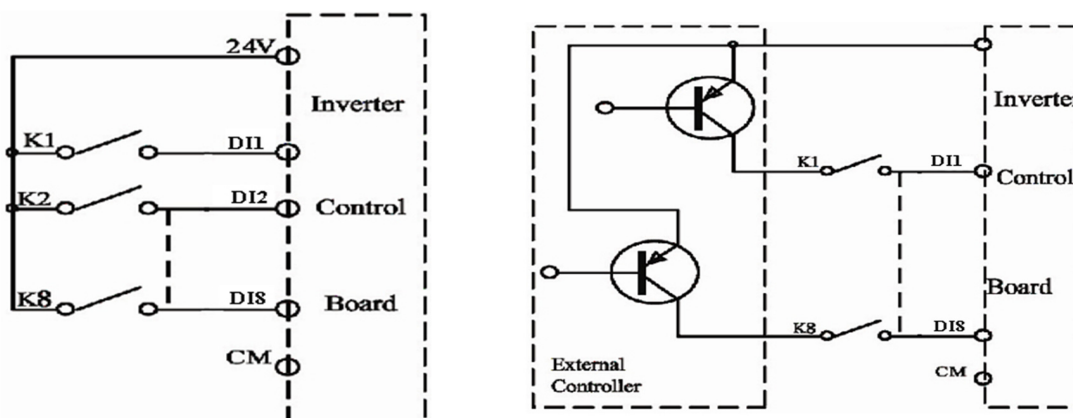 24V
Inverter
K1
DI1
K2
DI2
Control
K8
DI8
Board
CM
Inverter
K1
DI1
Control
Board
K8
DI8
External
Controller
CM